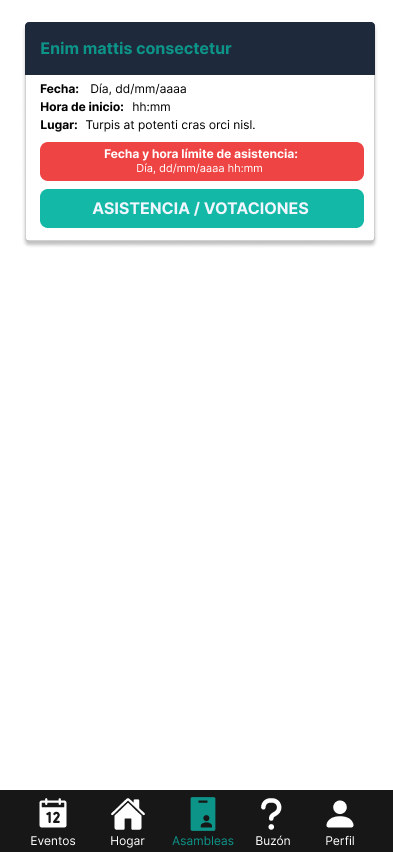 Enim mattis consectetur
Fecha: Día, dd/mm/aaaa
Hora de inicio: hh:mm
Lugar: Turpis at potenti cras orci nisl.
Fecha y hora límite de asistencia:
Día, dd/mm/aaaa hh:mm
ASISTENCIA / VOTACIONES
12
Eventos Hogar Asambleas Buzón Perfil